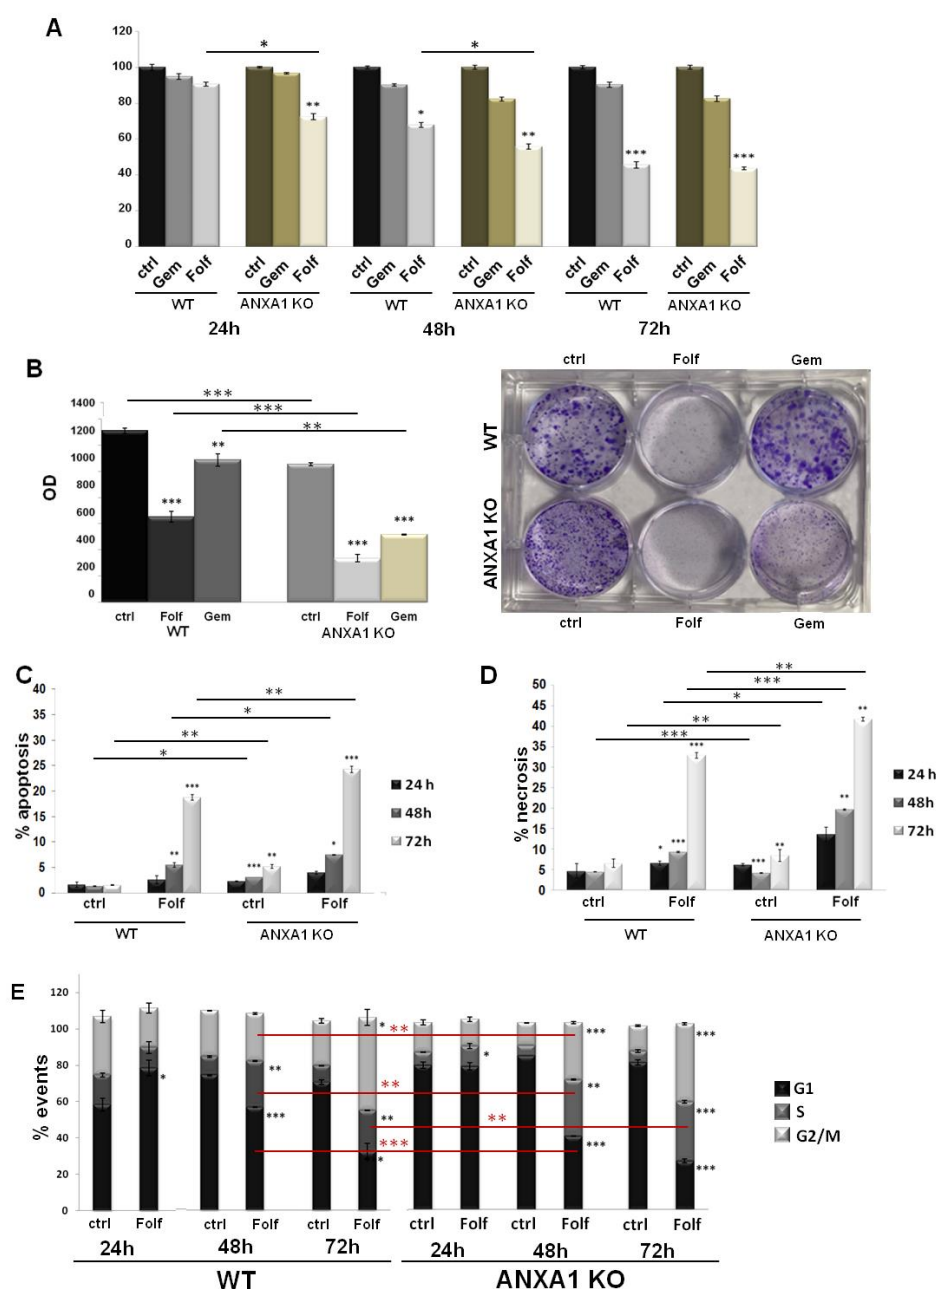 A
120
100
80
60
40
20
0
* *
** * ** *** ***
ctrl Gem Folf ctrl Gem Folf ctrl Gem Folf ctrl Gem Folf ctrl Gem Folf ctrl Gem Folf
WT ANXA1 KO WT ANXA1 KO WT ANXA1 KO
24h 48h 72h
B
OD
1400
1200
1000
800
600
400
200
0
***
***
**
*** ** *** ***
ctrl Folf Gem ctrl Folf Gem
WT ANXA1 KO
ctrl Folf Gem
WT
ANXA1 KO
ctrl Folf Gem
C
% apoptosis
40
35
30
25
20
15
10
5
0
**
*
**
*
** *** *** ** * ***
ctrl Folf ctrl Folf
WT ANXA1 KO
24 h
48h
72h
D
% necrosis
50
45
40
35
30
25
20
15
10
5
0
**
***
*
**
***
* *** *** *** ** ** **
ctrl Folf ctrl Folf
WT ANXA1 KO
24 h
48h
72h
E
% events
120
100
80
60
40
20
0
**
**
**
***
* ** *** * ** * * *** ** *** *** *** ***
ctrl Folf ctrl Folf ctrl Folf ctrl Folf ctrl Folf ctrl Folf
24h 48h 72h 24h 48h 72h
WT ANXA1 KO
G1
S
G2/M